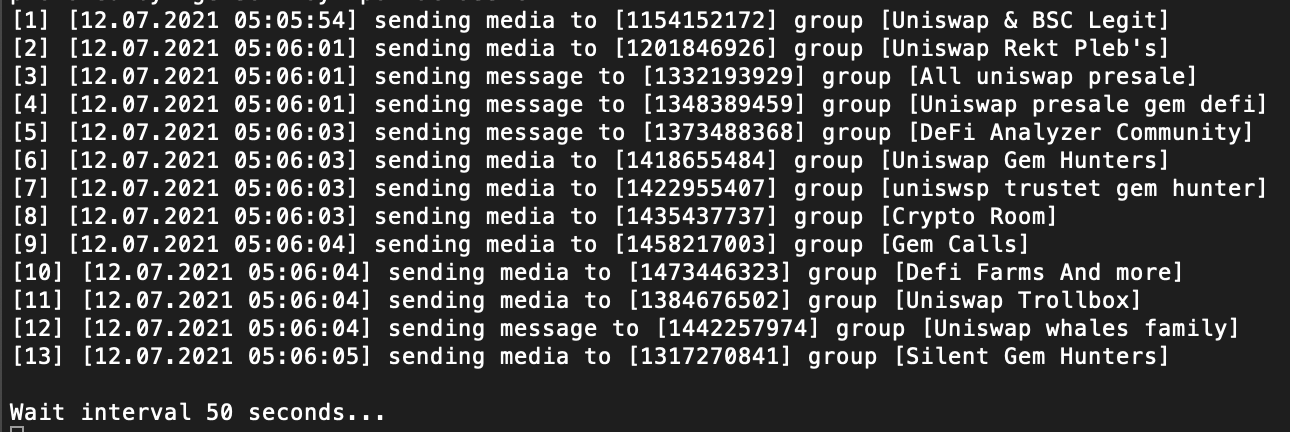 [1] [12.07.2021 05:05:54] sending media to [1154152172] group [Uniswap & BSC Legit]
[2] [12.07.2021 05:06:01] sending media to [1201846926] group [Uniswap Rekt Pleb's]
[3] [12.07.2021 05:06:01] sending message to [1332193929] group [All uniswap presale]
[4] [12.07.2021 05:06:01] sending message to [1348389459] group [Uniswap presale gem defi]
[5] [12.07.2021 05:06:03] sending message to [1373488368] group [DeFi Analyzer Community]
[6] [12.07.2021 05:06:03] sending media to [1418655484] group [Uniswap Gem Hunters]
[7] [12.07.2021 05:06:03] sending media to [1422955407] group [uniswsp trustet gem hunter]
[8] [12.07.2021 05:06:03] sending media to [1435437737] group [Crypto Room]
[9] [12.07.2021 05:06:04] sending media to [1458217003] group [Gem Calls]
[10] [12.07.2021 05:06:04] sending media to [1473446323] group [Defi Farms And more]
[11] [12.07.2021 05:06:04] sending media to [1384676502] group [Uniswap Trollbox]
[12] [12.07.2021 05:06:04] sending message to [1442257974] group [Uniswap whales family]
[13] [12.07.2021 05:06:05] sending media to [1317270841] group [Silent Gem Hunters]
Wait interval 50 seconds...